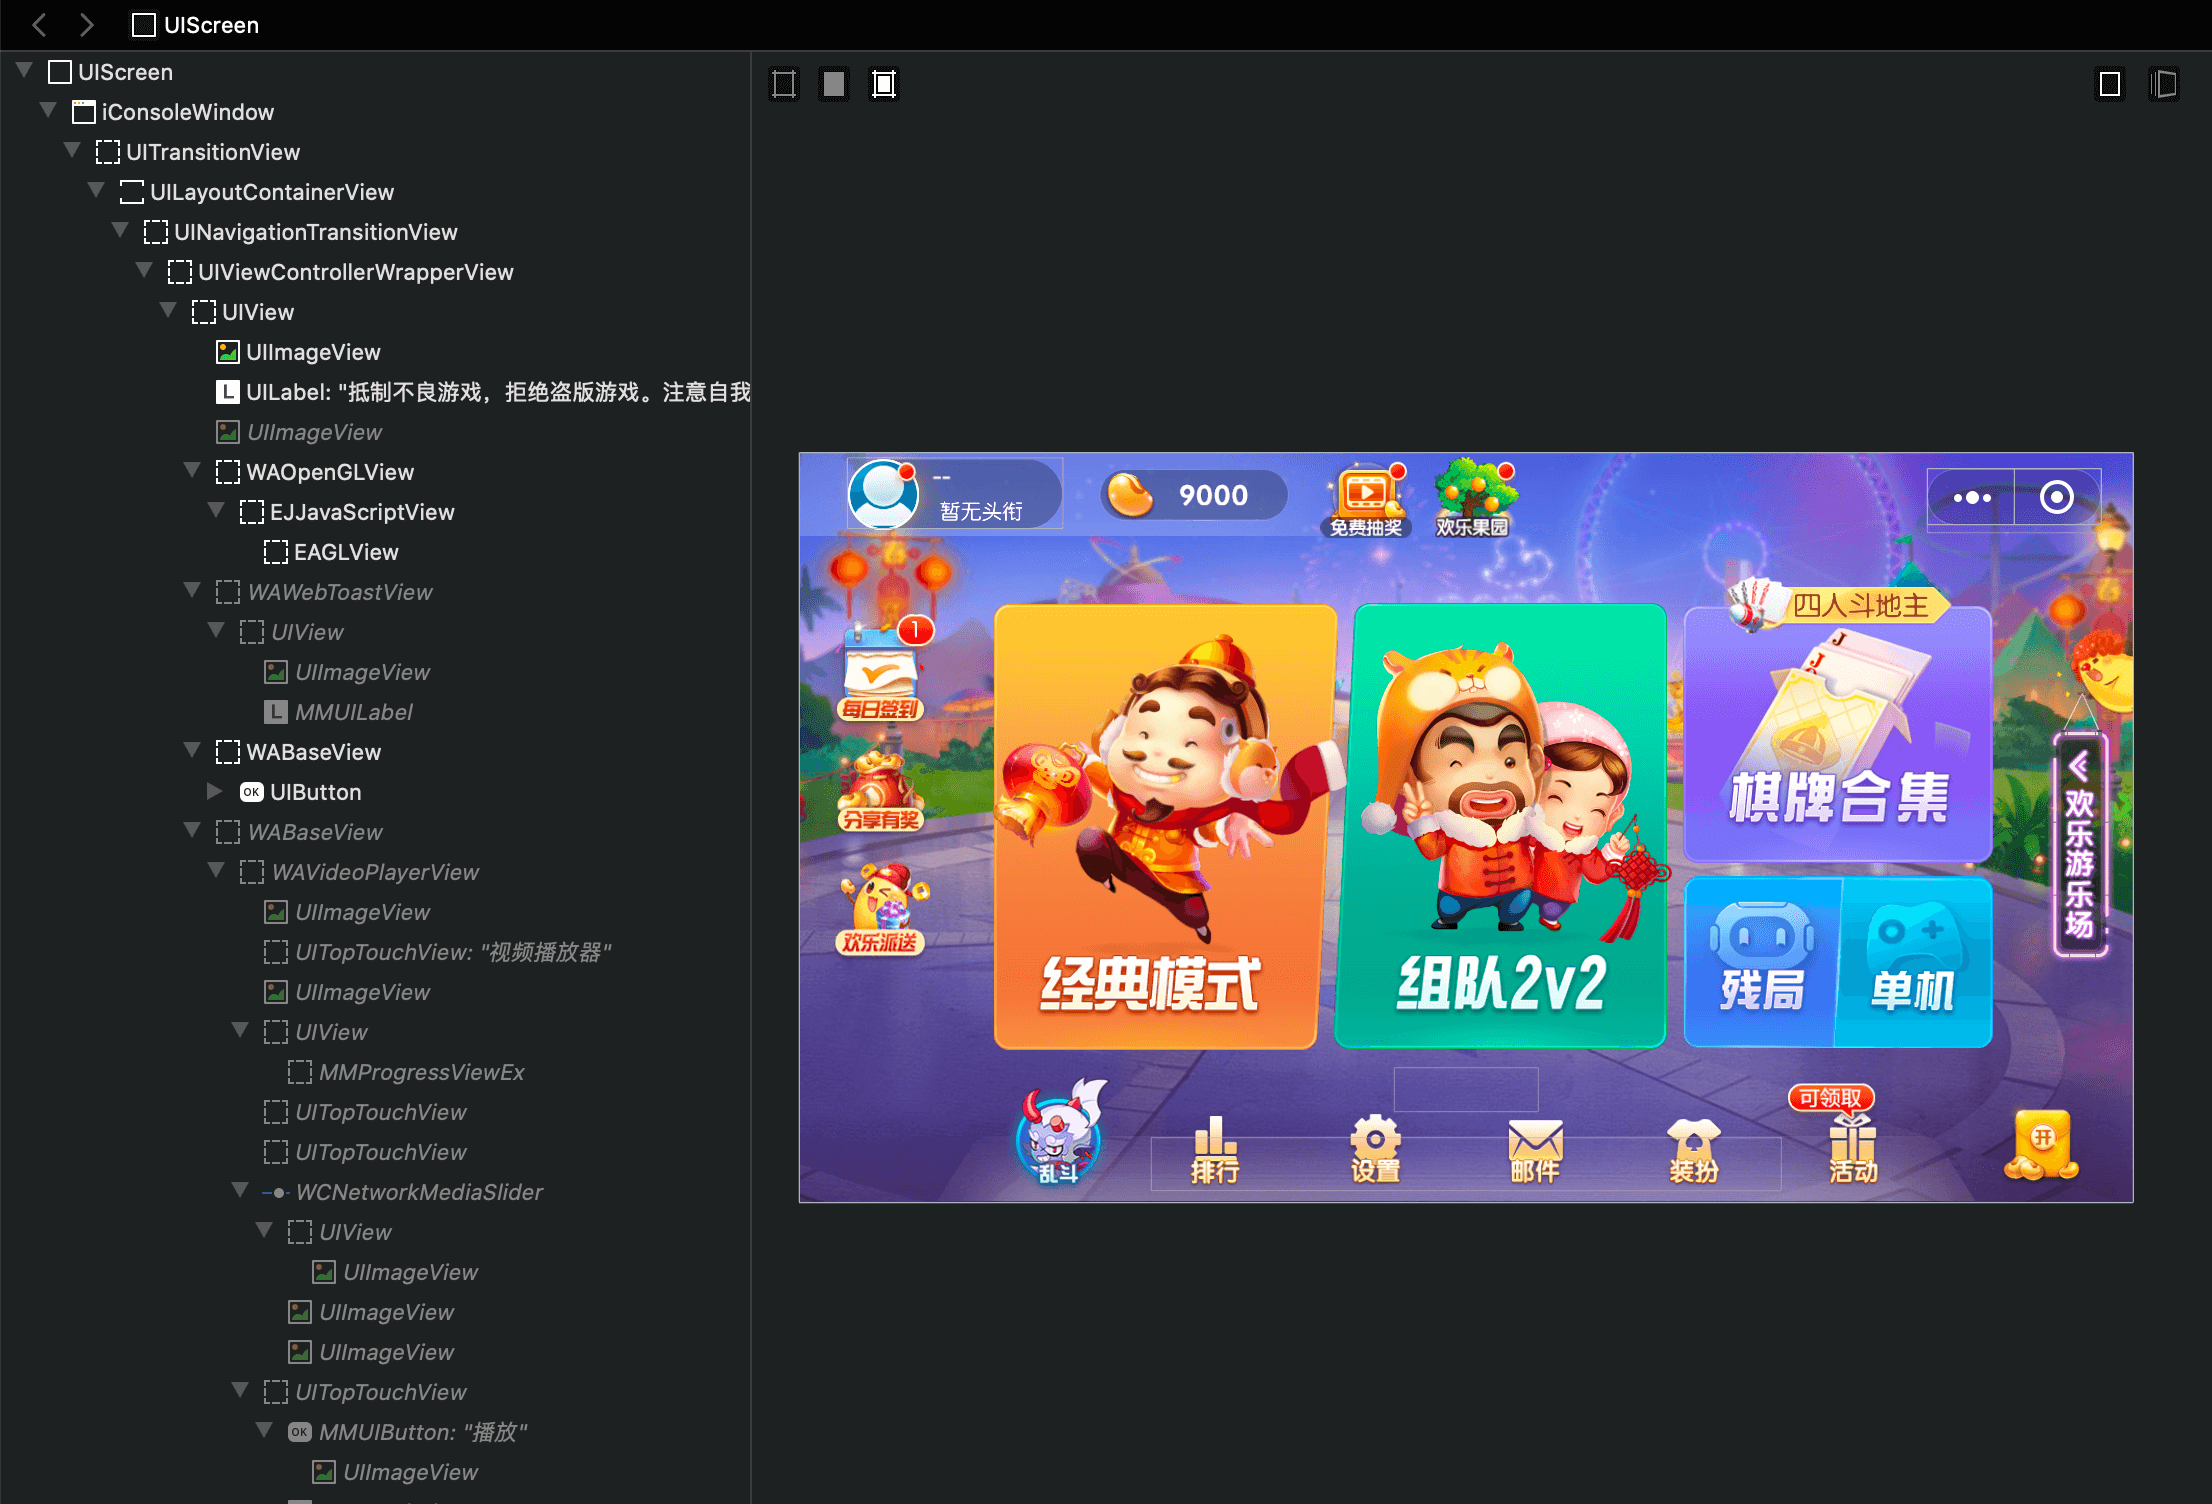 UIScreen
UIScreen
iConsoleWindow
UITransitionView
UILayoutContainerView
UINavigationTransitionView
UIViewControllerWrapperView
UIView
UIImageView
UILabel: "抵制不良游戏，拒绝盗版游戏。注意自我
UIImageView
WAOpenGLView
EJJavaScriptView
EAGLView
WAWebToastView
UIView
UIImageView
MMUILabel
WABaseView
UIButton
WABaseView
WAVideoPlayerView
UIImageView
UITopTouchView: "视频播放器"
UIImageView
UIView
MMProgressViewEx
UITopTouchView
UITopTouchView
WCNetworkMediaSlider
UIView
UIImageView
UIImageView
UIImageView
UITopTouchView
MMUIButton: "播放"
UIImageView
--
暂无头衔
9000
免费抽奖
欢乐果园
1
每日签到
分享有奖
欢乐派送
经典模式
组队2v2
四人斗地主
J
J
棋牌合集
残局
单机
欢乐游乐场
乱斗
排行
设置
邮件
装扮
可领取
活动
开